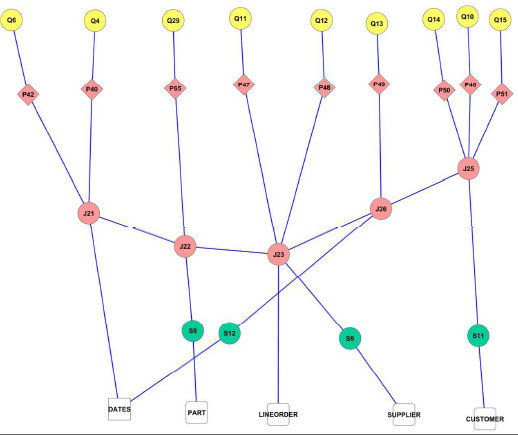 Q6 Q4 Q29 Q11 Q12 Q13 Q14 Q10 Q15
P42 P40 P65 P47 P48 P49 P50 P46 P51
J25
J21 J26
J22 J23
S8 S12 S9 S11
DATES PART LINEORDER SUPPLIER CUSTOMER